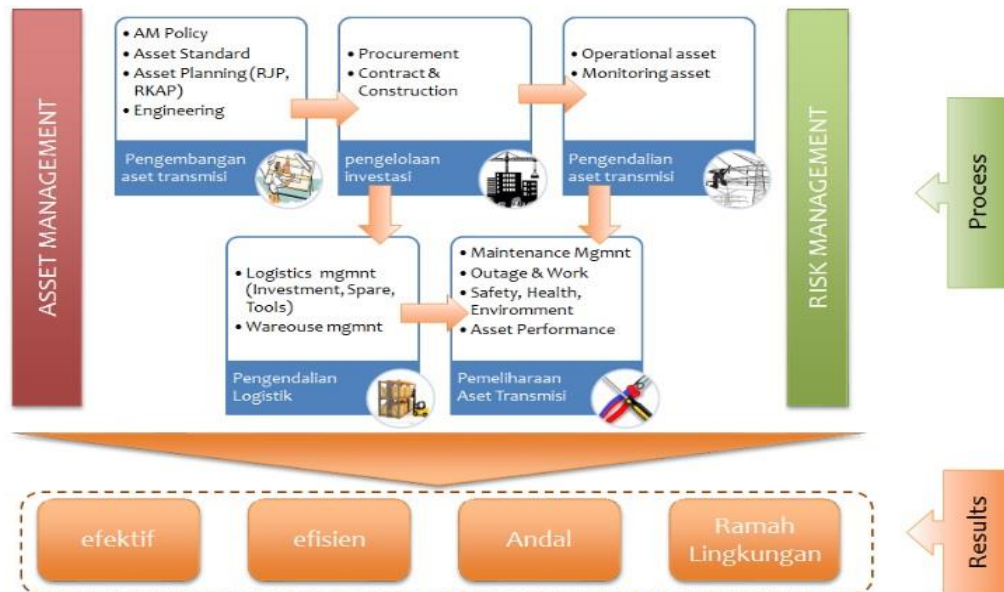 ASSET MANAGEMENT
• AM Policy
• Asset Standard
• Asset Planning (RJP,
RKAP)
• Engineering
Pengembangan
aset transmisi
• Procurement
• Contract &
Construction
pengelolaan
investasi
• Operational asset
• Monitoring asset
Pengendalian
aset transmisi
• Logistics mgmnt
(Investment, Spare,
Tools)
• Wareouse mgmnt
Pengendalian
Logistik
• Maintenance Mgmnt
• Outage & Work
• Safety, Health,
Enviromment
• Asset Performance
Pemeliharaan
Aset Transmisi
RISK MANAGEMENT
Process
efektif
efisien
Andal
Ramah
Lingkungan
Results